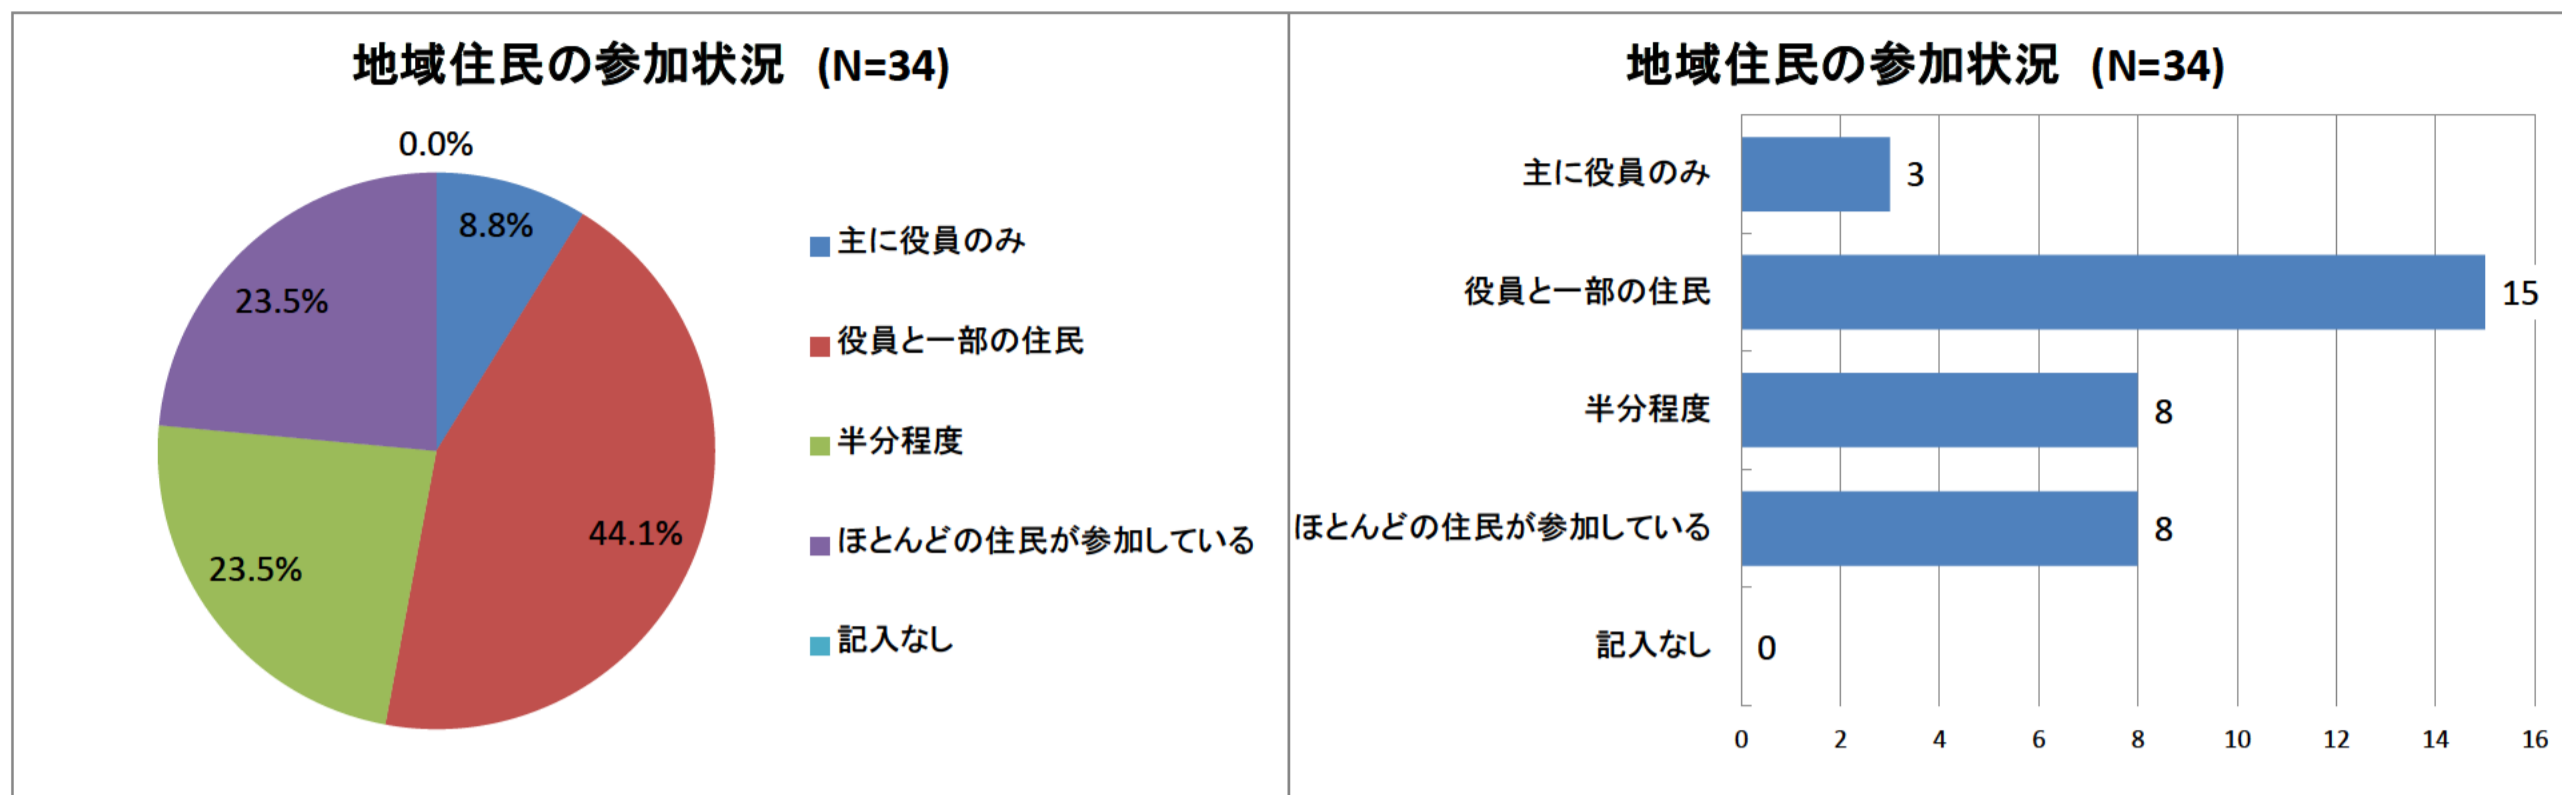 地域住民の参加状況 (N=34)
0.0%
8.8%
23.5%
44.1%
23.5%
主に役員のみ
役員と一部の住民
半分程度
ほとんどの住民が参加している
記入なし
地域住民の参加状況 (N=34)
主に役員のみ 3
役員と一部の住民 15
半分程度 8
ほとんどの住民が参加している 8
記入なし 0
0 2 4 6 8 10 12 14 16